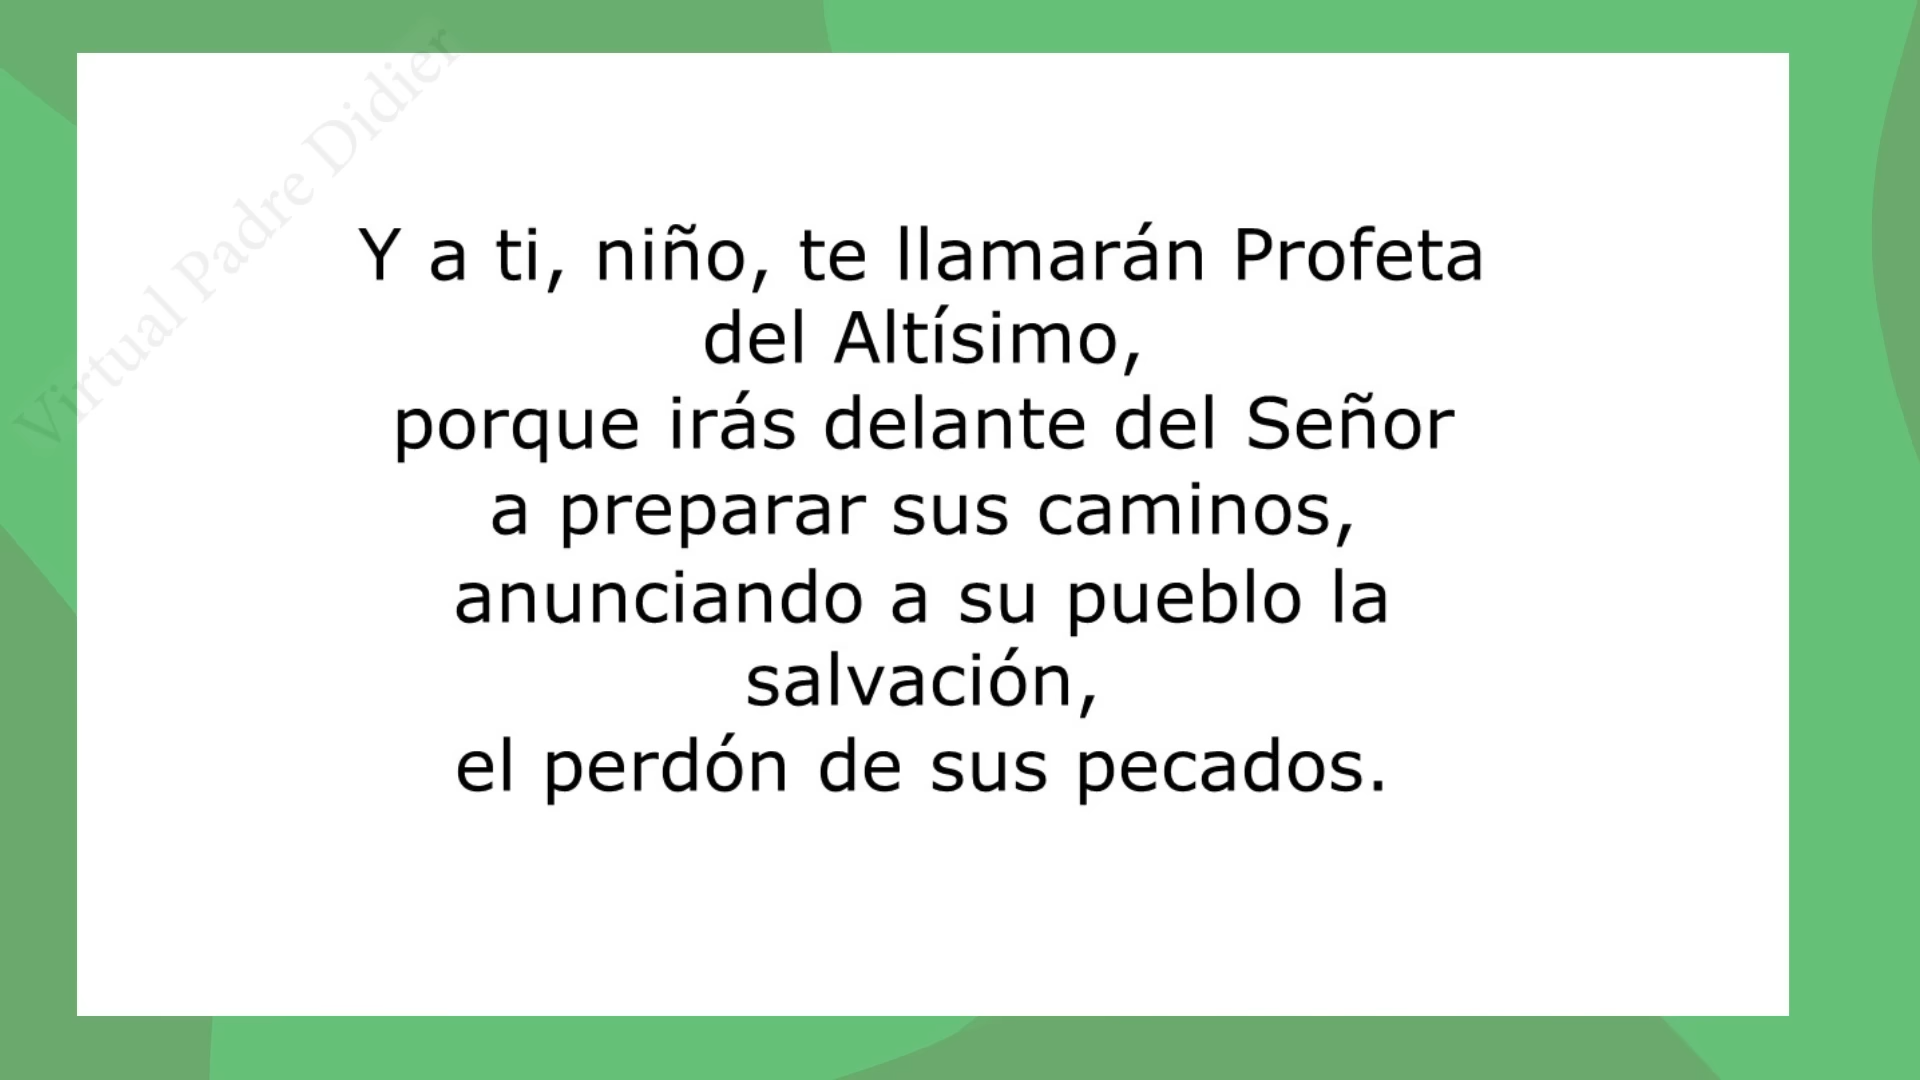 Virtual Padre Didier
Y a ti, niño, te llamarán Profeta
del Altísimo,
porque irás delante del Señor
a preparar sus caminos,
anunciando a su pueblo la
salvación,
el perdón de sus pecados.